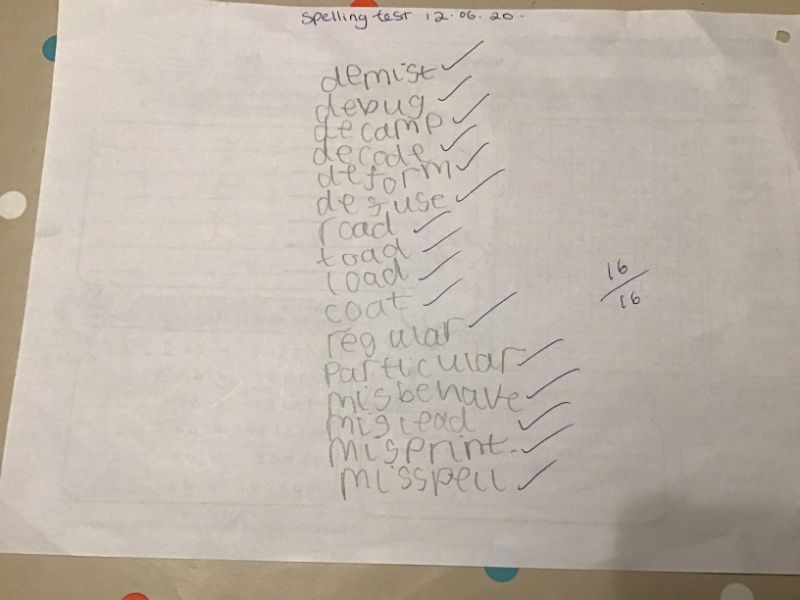 spelling test 12.06.20.
demist
debug
decamp
decode
deform
defuse
road
toad
load
coat
regular
particular
misbehave
mislead
misprint
misspell
16
16